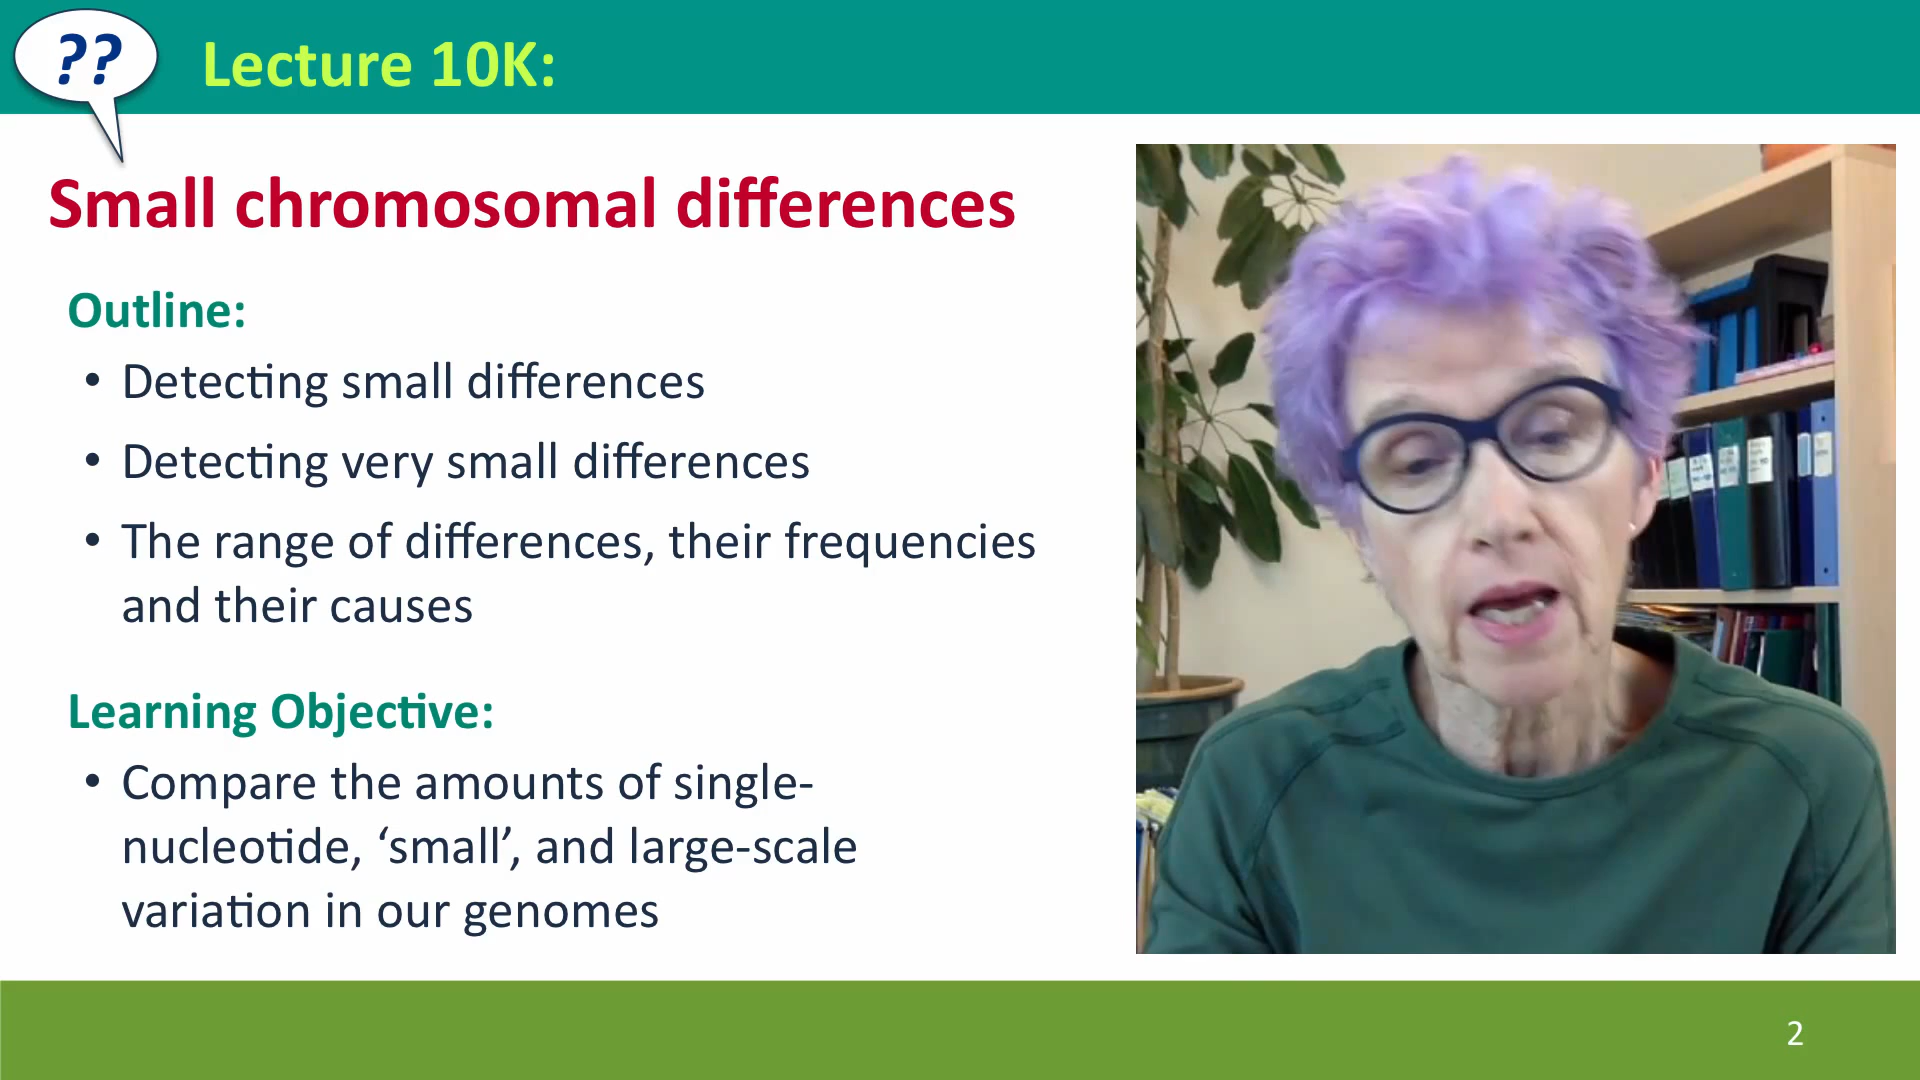 ??
Lecture 10K:
Small chromosomal differences
Outline:
• Detecting small differences
• Detecting very small differences
• The range of differences, their frequencies
and their causes
Learning Objective:
• Compare the amounts of single-
nucleotide, ‘small’, and large-scale
variation in our genomes
2